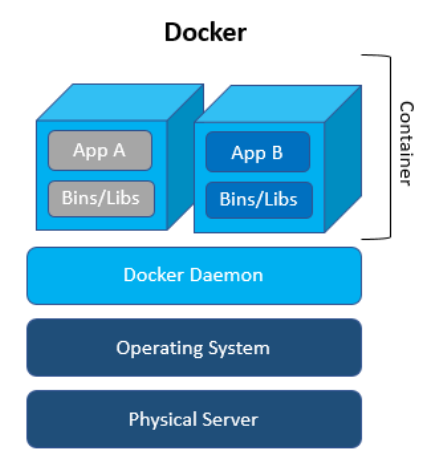 Docker
App A
Bins/Libs
App B
Bins/Libs
Container
Docker Daemon
Operating System
Physical Server